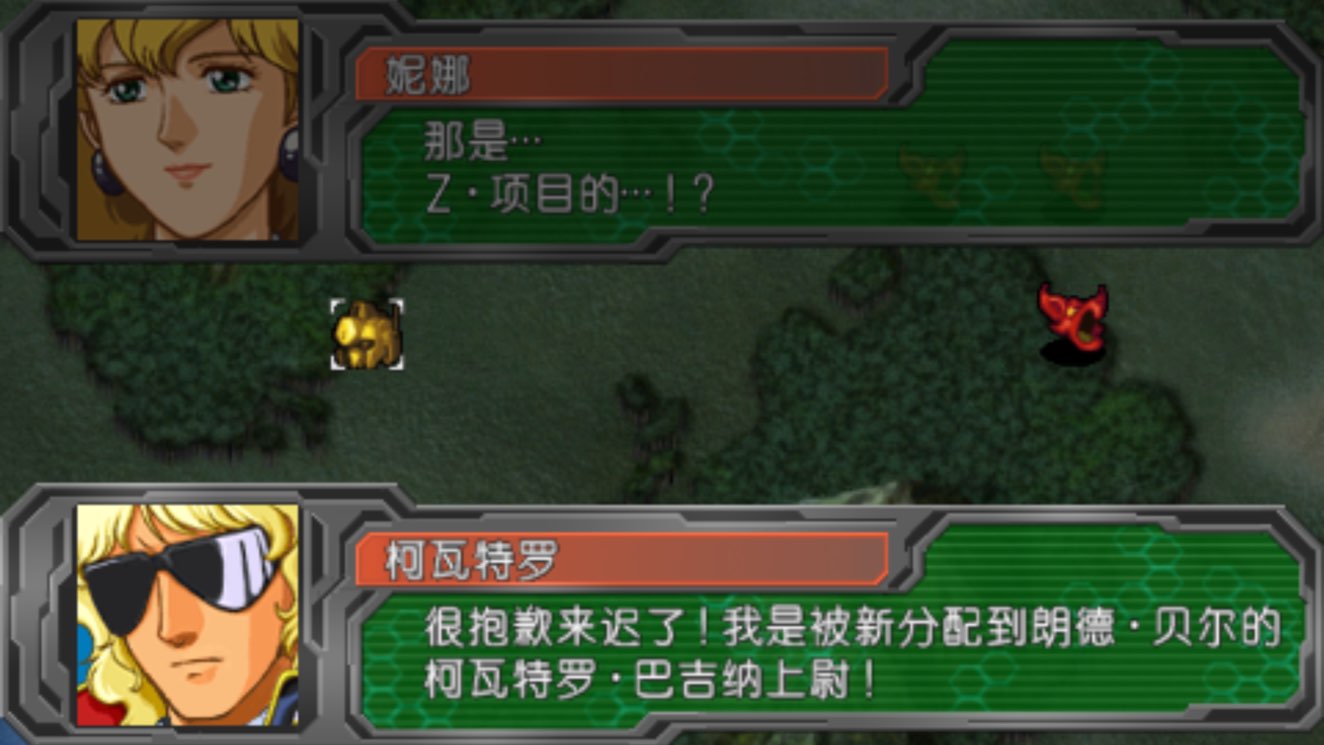 妮娜
那是…
Z·项目的…!？
柯瓦特罗
很抱歉来迟了!我是被新分配到朗德·贝尔的
柯瓦特罗·巴吉纳上尉!